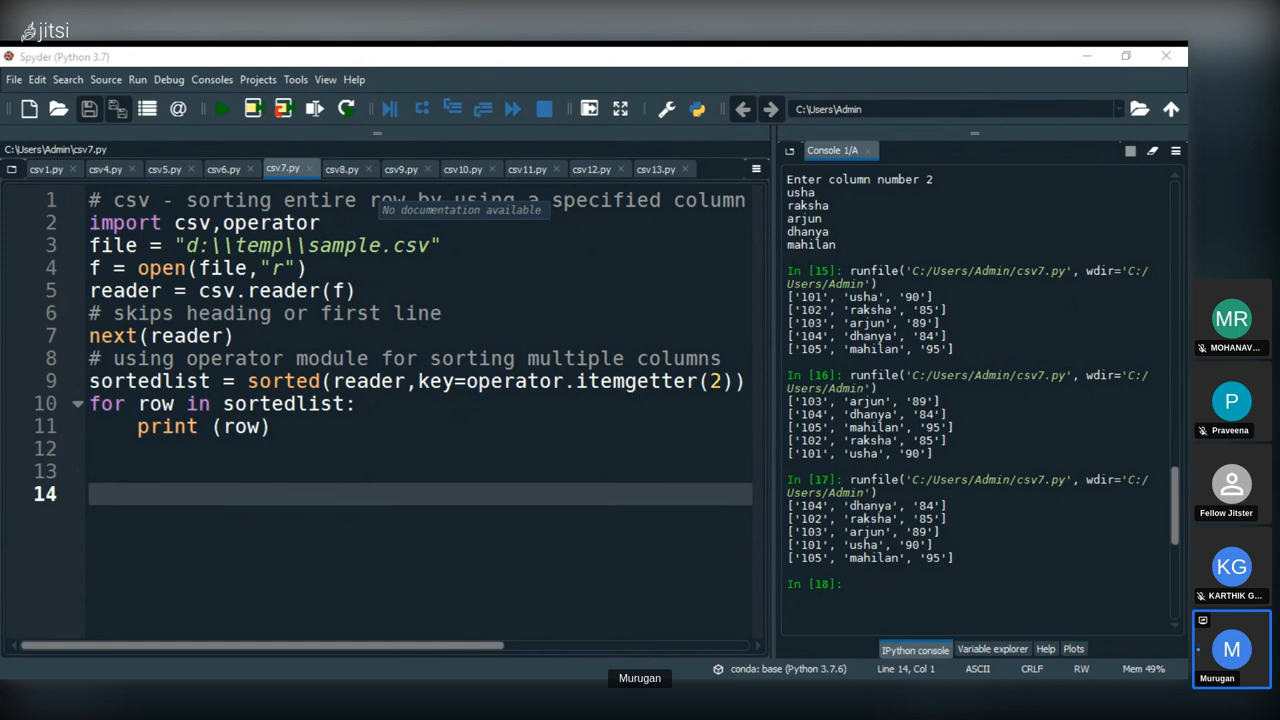 jitsi
Spyder (Python 3.7)
File Edit Search Source Run Debug Consoles Projects Tools View Help
C:\Users\Admin
C:\Users\Admin\csv7.py
csv1.py csv4.py csv5.py csv6.py csv7.py csv8.py csv9.py csv10.py csv11.py csv12.py csv13.py
1 # csv - sorting entire row by using a specified column
No documentation available
2 import csv,operator
3 file = "d:\\temp\\sample.csv"
4 f = open(file,"r")
5 reader = csv.reader(f)
6 # skips heading or first line
7 next(reader)
8 # using operator module for sorting multiple columns
9 sortedlist = sorted(reader,key=operator.itemgetter(2))
10 for row in sortedlist:
11 print (row)
12
13
14
Console 1/A
Enter column number 2
usha
raksha
arjun
dhanya
mahilan
In [15]: runfile('C:/Users/Admin/csv7.py', wdir='C:/
Users/Admin')
['101', 'usha', '90']
['102', 'raksha', '85']
['103', 'arjun', '89']
['104', 'dhanya', '84']
['105', 'mahilan', '95']
In [16]: runfile('C:/Users/Admin/csv7.py', wdir='C:/
Users/Admin')
['103', 'arjun', '89']
['104', 'dhanya', '84']
['105', 'mahilan', '95']
['102', 'raksha', '85']
['101', 'usha', '90']
In [17]: runfile('C:/Users/Admin/csv7.py', wdir='C:/
Users/Admin')
['104', 'dhanya', '84']
['102', 'raksha', '85']
['103', 'arjun', '89']
['101', 'usha', '90']
['105', 'mahilan', '95']
In [18]:
IPython console Variable explorer Help Plots
conda: base (Python 3.7.6) Line 14, Col 1 ASCII CRLF RW Mem 49%
Murugan
MR
MOHANAV...
P
Praveena
Fellow Jitster
KG
KARTHIK G...
M
Murugan